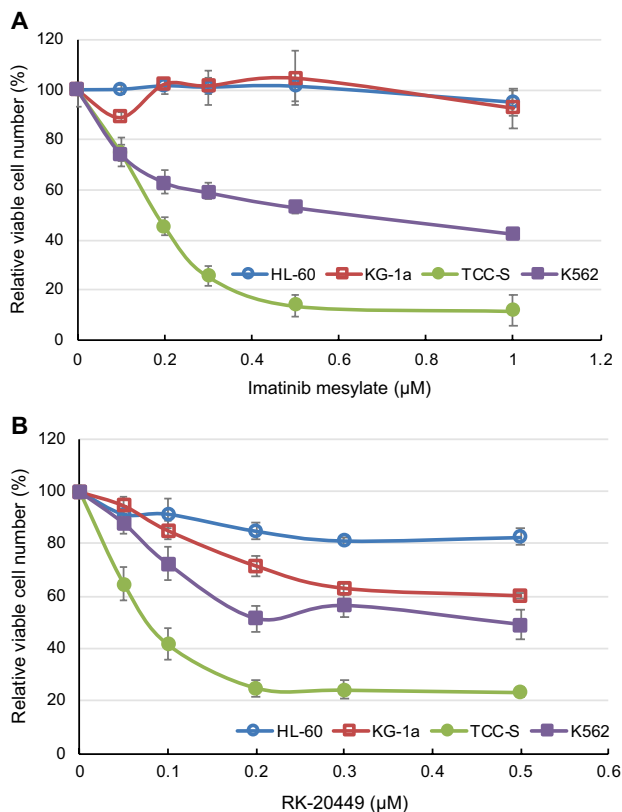 A
Relative viable cell number (%)
120
100
80
60
40
20
0
HL-60 KG-1a TCC-S K562
0 0.2 0.4 0.6 0.8 1 1.2
Imatinib mesylate (µM)
B
Relative viable cell number (%)
120
100
80
60
40
20
0
HL-60 KG-1a TCC-S K562
0 0.1 0.2 0.3 0.4 0.5 0.6
RK-20449 (µM)